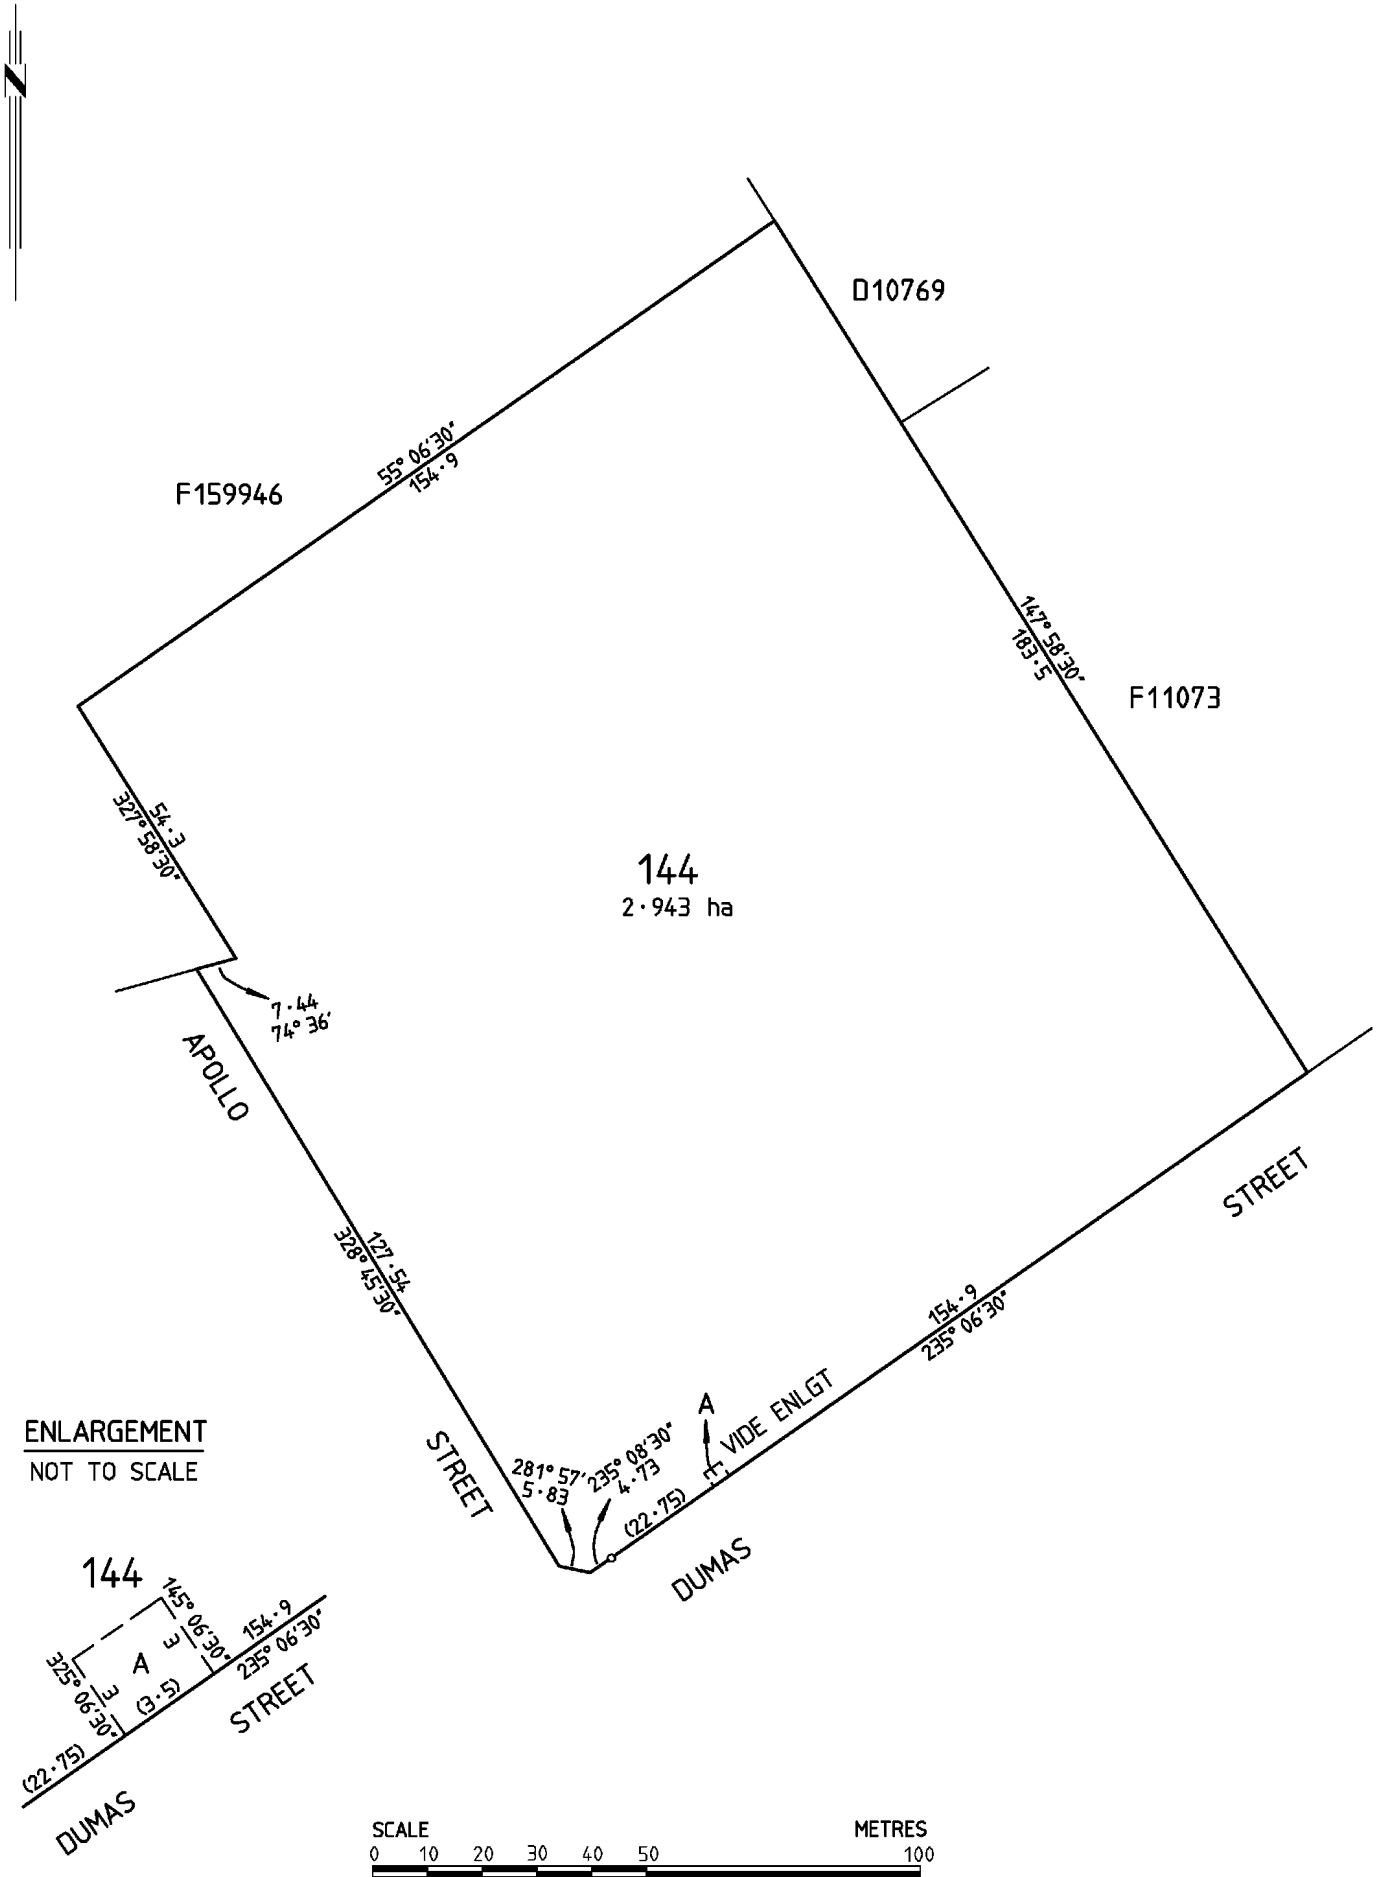 N
D10769
55° 06'30"
154·9
F159946
147° 58'30"
183·5
F11073
54·3
327° 58'30"
144
2·943 ha
7·44
74° 36'
APOLLO
STREET
127·54
328° 45'30"
154·9
235° 06'30"
STREET
A
VIDE ENLGT
281° 57'
5·83
235° 08'30"
4·73
(22·75)
DUMAS
ENLARGEMENT
NOT TO SCALE
144
145° 06'30"
3
154·9
235° 06'30"
A
325° 06'30"
3
(3·5)
STREET
(22·75)
DUMAS
SCALE METRES
0 10 20 30 40 50 100